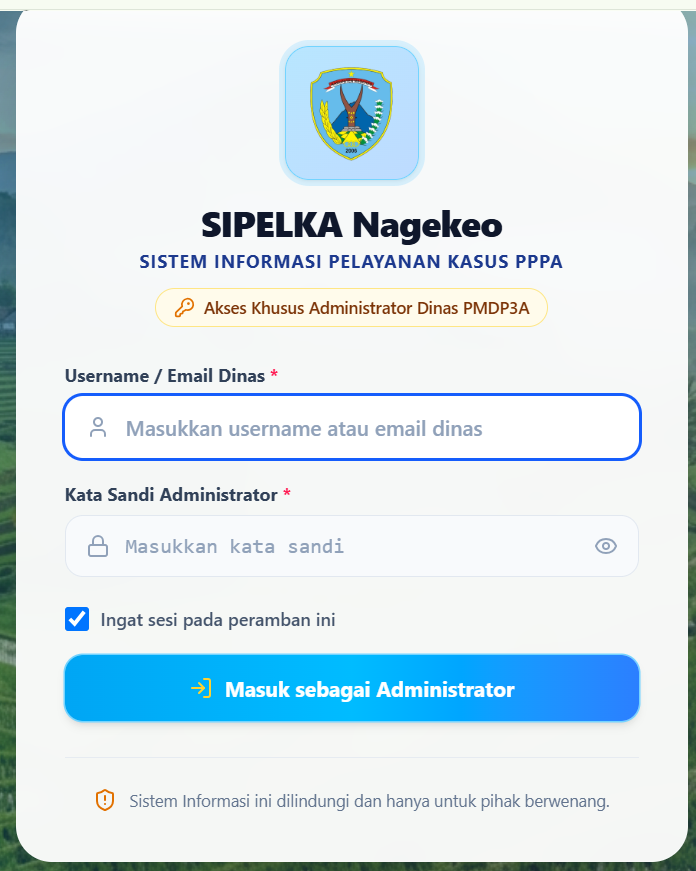 2006
SIPELKA Nagekeo
SISTEM INFORMASI PELAYANAN KASUS PPPA
Akses Khusus Administrator Dinas PMDP3A
Username / Email Dinas *
Masukkan username atau email dinas
Kata Sandi Administrator *
Masukkan kata sandi
Ingat sesi pada peramban ini
Masuk sebagai Administrator
Sistem Informasi ini dilindungi dan hanya untuk pihak berwenang.